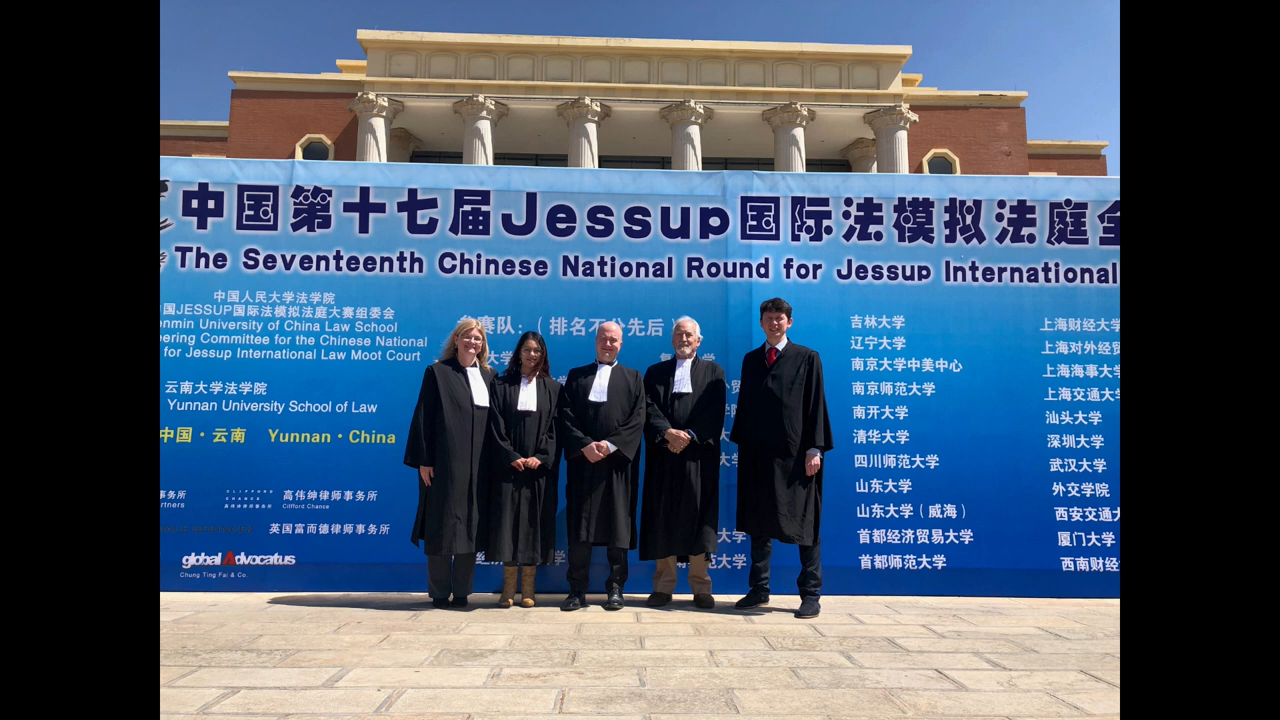 中国第十七届Jessup国际法模拟法庭全
The Seventeenth Chinese National Round for Jessup International
中国人民大学法学院
国JESSUP国际法模拟法庭大赛组委会
enmin University of China Law School
eering Committee for the Chinese National
for Jessup International Law Moot Court
云南大学法学院
Yunnan University School of Law
中国·云南 Yunnan·China
事务所
rtners
CLIFFORD
CHANCE
高伟绅律师事务所
Clifford Chance
英国富而德律师事务所
global Advocatus
Chung Ting Fai & Co.
参赛队：（排名不分先后）
大学
吉林大学
辽宁大学
南京大学中美中心
南京师范大学
南开大学
清华大学
四川师范大学
山东大学
山东大学（威海）
首都经济贸易大学
首都师范大学
上海财经大学
上海对外经贸
上海海事大学
上海交通大学
汕头大学
深圳大学
武汉大学
外交学院
西安交通大
厦门大学
西南财经